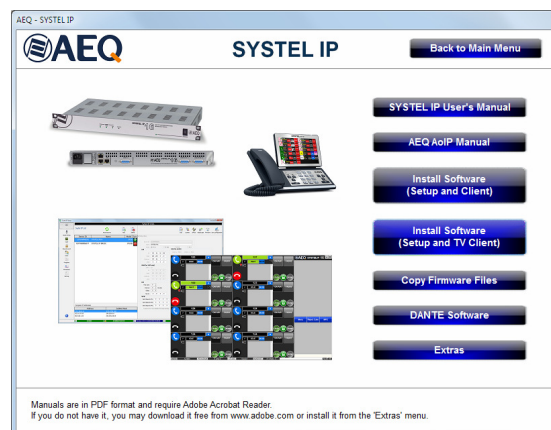 AEQ - SYSTEL IP
AEQ
SYSTEL IP
Back to Main Menu
SYSTEL IP User's Manual
AEQ AoIP Manual
Install Software
(Setup and Client)
Install Software
(Setup and TV Client)
Copy Firmware Files
DANTE Software
Extras
Manuals are in PDF format and require Adobe Acrobat Reader.
If you do not have it, you may download it free from www.adobe.com or install it from the 'Extras' menu.